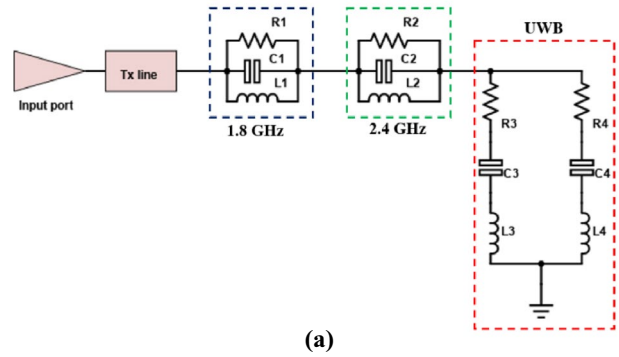 UWB
R1
R2
C1
C2
Tx line
L1
L2
Input port
1.8 GHz
2.4 GHz
R3
R4
C3
C4
L3
L4
(a)